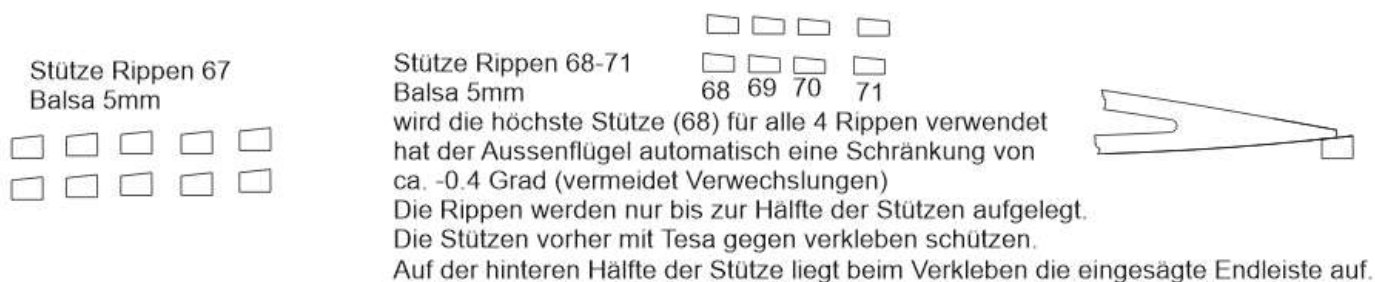 Stütze Rippen 67
Balsa 5mm
Stütze Rippen 68-71
Balsa 5mm
68 69 70 71
wird die höchste Stütze (68) für alle 4 Rippen verwendet
hat der Aussenflügel automatisch eine Schränkung von
ca. -0.4 Grad (vermeidet Verwechslungen)
Die Rippen werden nur bis zur Hälfte der Stützen aufgelegt.
Die Stützen vorher mit Tesa gegen verkleben schützen.
Auf der hinteren Hälfte der Stütze liegt beim Verkleben die eingesägte Endleiste auf.